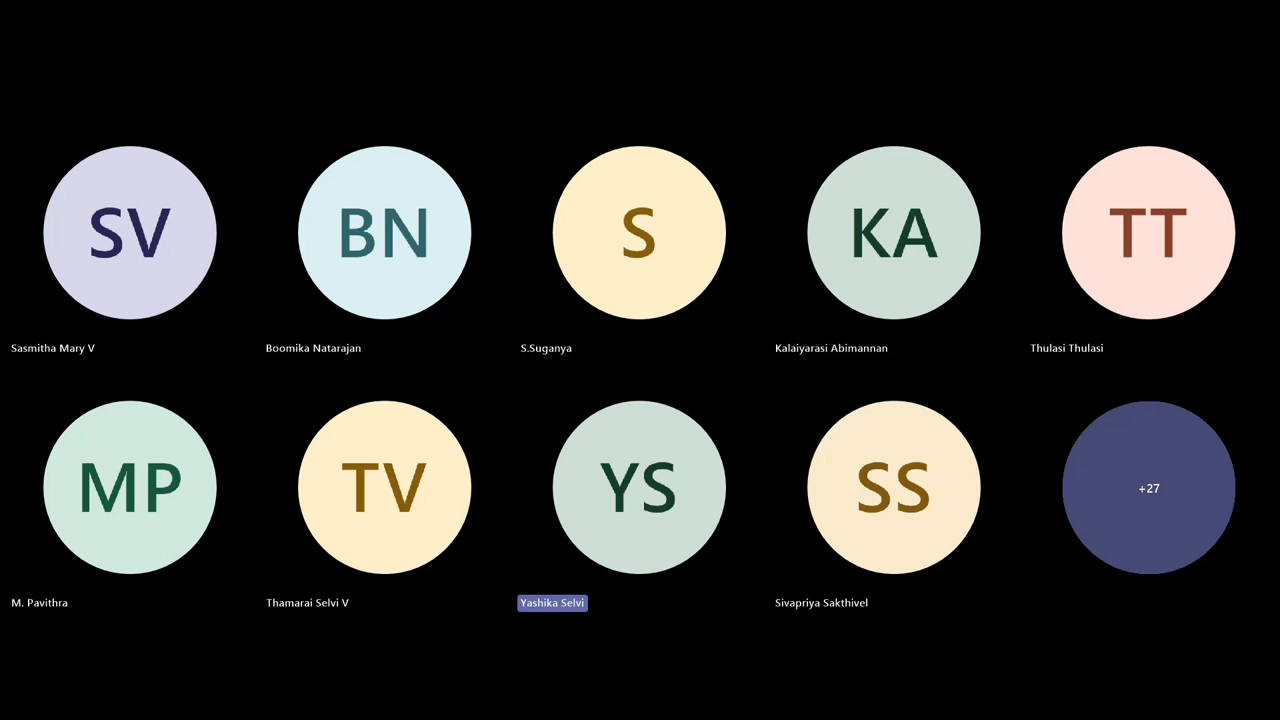 SV
BN
S
KA
TT
Sasmitha Mary V
Boomika Natarajan
S.Suganya
Kalaiyarasi Abimannan
Thulasi Thulasi
MP
TV
YS
SS
+27
M. Pavithra
Thamarai Selvi V
Yashika Selvi
Sivapriya Sakthivel